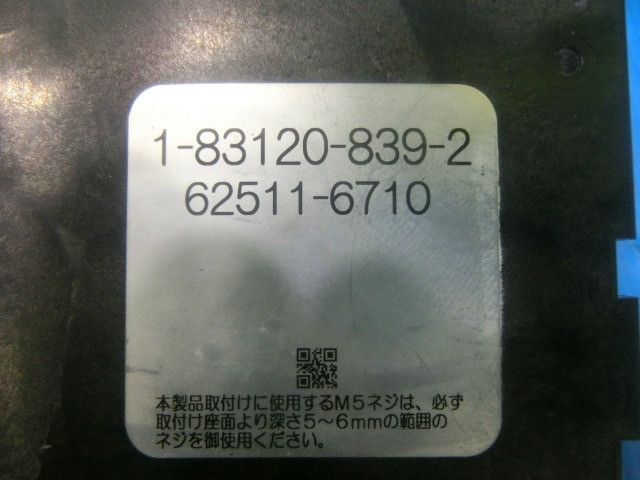 1-83120-839-2
62511-6710
本製品取付けに使用するM5ネジは、必ず
取付け座面より深さ5〜6mmの範囲の
ネジを御使用ください。